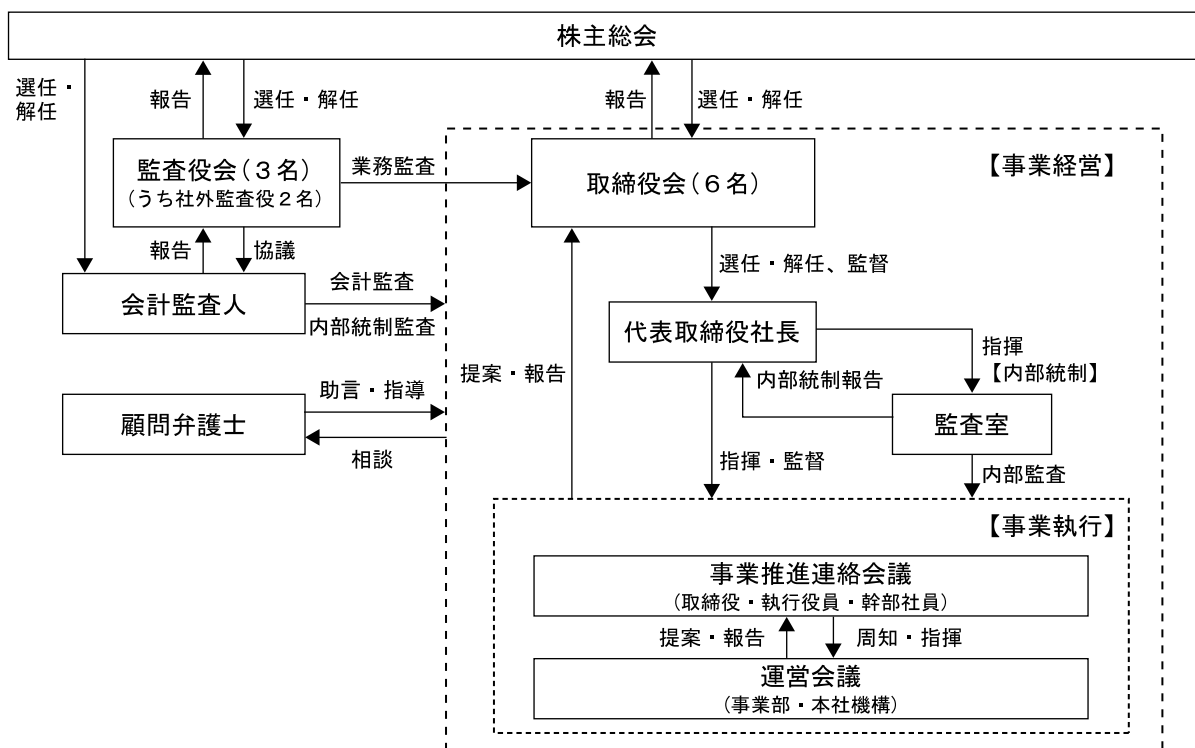 株主総会
選任・
解任
報告
選任・解任
報告
選任・解任
監査役会(3名)
(うち社外監査役2名)
業務監査
取締役会(6名)
【事業経営】
報告
協議
選任・解任、監督
会計監査人
会計監査
内部統制監査
代表取締役社長
指揮
【内部統制】
提案・報告
内部統制報告
顧問弁護士
助言・指導
相談
監査室
指揮・監督
内部監査
【事業執行】
事業推進連絡会議
(取締役・執行役員・幹部社員)
提案・報告
周知・指揮
運営会議
(事業部・本社機構)